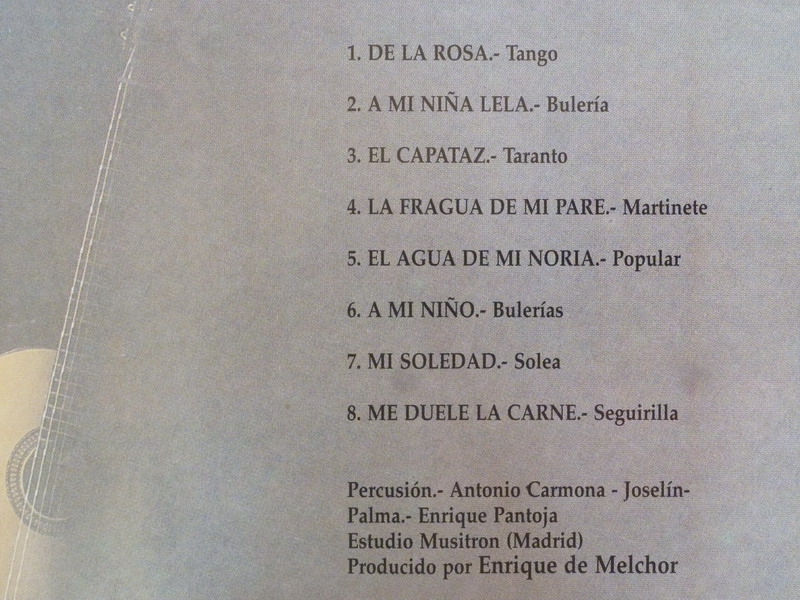 1. DE LA ROSA.- Tango
2. A MI NIÑA LELA.- Bulería
3. EL CAPATAZ.- Taranto
4. LA FRAGUA DE MI PARE.- Martinete
5. EL AGUA DE MI NORIA.- Popular
6. A MI NIÑO.- Bulerías
7. MI SOLEDAD.- Solea
8. ME DUELE LA CARNE.- Seguirilla
Percusión.- Antonio Carmona - Joselín-
Palma.- Enrique Pantoja
Estudio Musitron (Madrid)
Producido por Enrique de Melchor